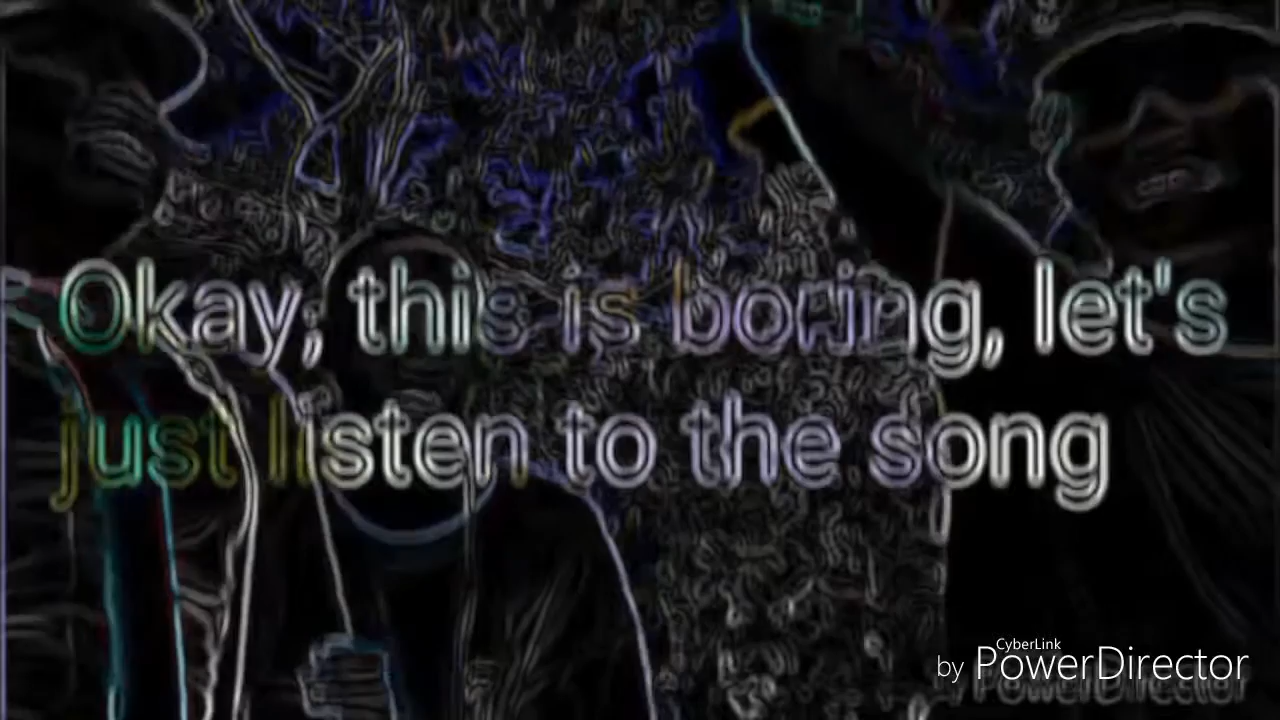 Okay, this is boring, let's
just listen to the song
CyberLink
by PowerDirector